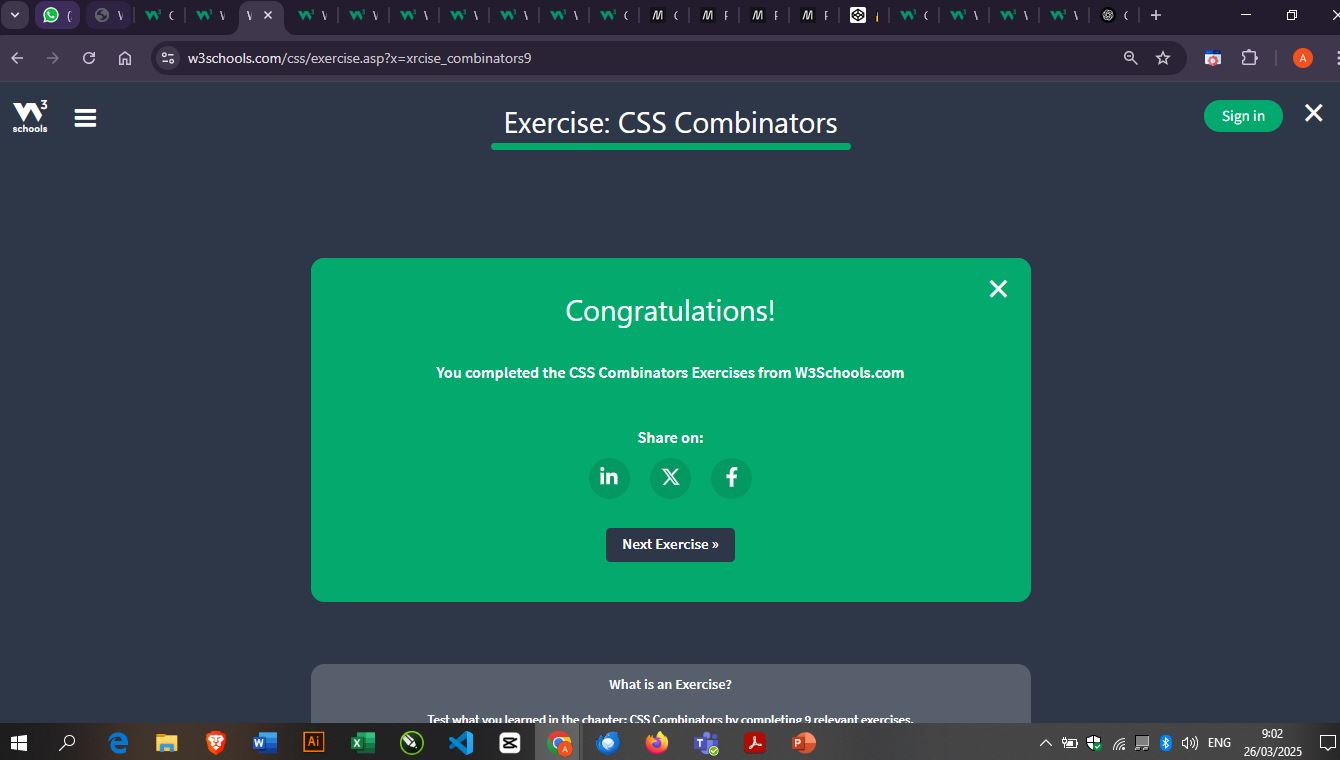 w3schools.com/css/exercise.asp?x=xrcise_combinators9
A
W3
schools
Exercise: CSS Combinators
Sign in
Congratulations!
You completed the CSS Combinators Exercises from W3Schools.com
Share on:
in
X
f
Next Exercise »
What is an Exercise?
Test what you learned in the chapter: CSS Combinators by completing 9 relevant exercises.
ENG
9:02
26/03/2025